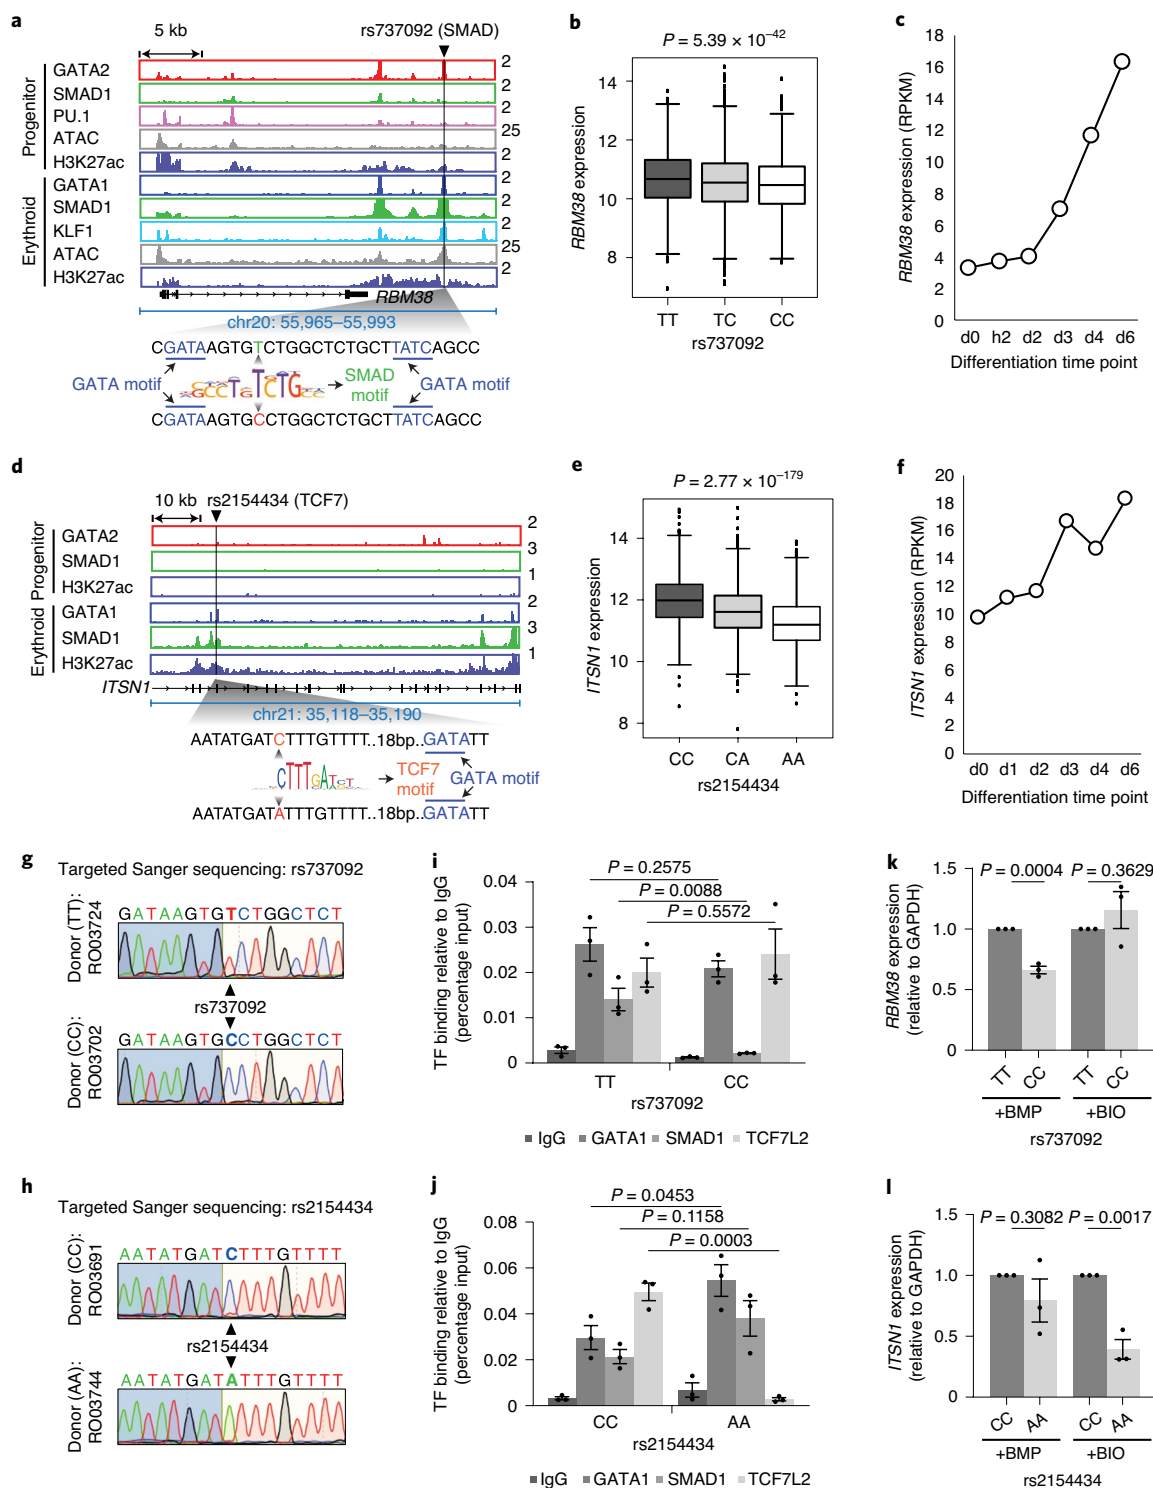 a
5 kb
rs737092 (SMAD)
Progenitor
GATA2
2
SMAD1
2
PU.1
2
ATAC
25
H3K27ac
2
Erythroid
GATA1
2
SMAD1
2
KLF1
2
ATAC
25
H3K27ac
2
RBM38
chr20: 55,965–55,993
CGATAAGTGTCTGGCTCTGCTTATCAGCC
GATA motif
SMAD motif
GATA motif
CGATAAGTGCCTGGCTCTGCTTATCAGCC
b
P = 5.39 × 10−42
RBM38 expression
14
12
10
8
TT TC CC
rs737092
c
RBM38 expression (RPKM)
18
16
14
12
10
8
6
4
2
0
d0 h2 d2 d3 d4 d6
Differentiation time point
d
10 kb rs2154434 (TCF7)
Progenitor
GATA2
2
SMAD1
3
H3K27ac
1
Erythroid
GATA1
2
SMAD1
3
H3K27ac
1
ITSN1
chr21: 35,118–35,190
AATATGATCTTTGTTTT..18bp..GATATT
TCF7 motif
GATA motif
AATATGATATTTGTTTT..18bp..GATATT
e
P = 2.77 × 10−179
ITSN1 expression
14
12
10
8
CC CA AA
rs2154434
f
ITSN1 expression (RPKM)
20
18
16
14
12
10
8
6
4
2
0
d0 d1 d2 d3 d4 d6
Differentiation time point
g
Targeted Sanger sequencing: rs737092
Donor (TT):
RO03724
GATAAGTGTCTGGCTCT
rs737092
Donor (CC):
RO03702
GATAAGTGCCTGGCTCT
h
Targeted Sanger sequencing: rs2154434
Donor (CC):
RO03691
AATATGATCTTTGTTTT
rs2154434
Donor (AA):
RO03744
AATATGATATTTGTTTT
i
P = 0.2575
P = 0.0088
P = 0.5572
TF binding relative to IgG
(percentage input)
0.04
0.03
0.02
0.01
0
TT CC
rs737092
IgG GATA1 SMAD1 TCF7L2
j
P = 0.0453
P = 0.1158
P = 0.0003
TF binding relative to IgG
(percentage input)
0.08
0.06
0.04
0.02
0
CC AA
rs2154434
IgG GATA1 SMAD1 TCF7L2
k
P = 0.0004 P = 0.3629
RBM38 expression
(relative to GAPDH)
1.5
1.0
0.5
0
TT CC TT CC
+BMP +BIO
rs737092
l
P = 0.3082 P = 0.0017
ITSN1 expression
(relative to GAPDH)
1.5
1.0
0.5
0
CC AA CC AA
+BMP +BIO
rs2154434